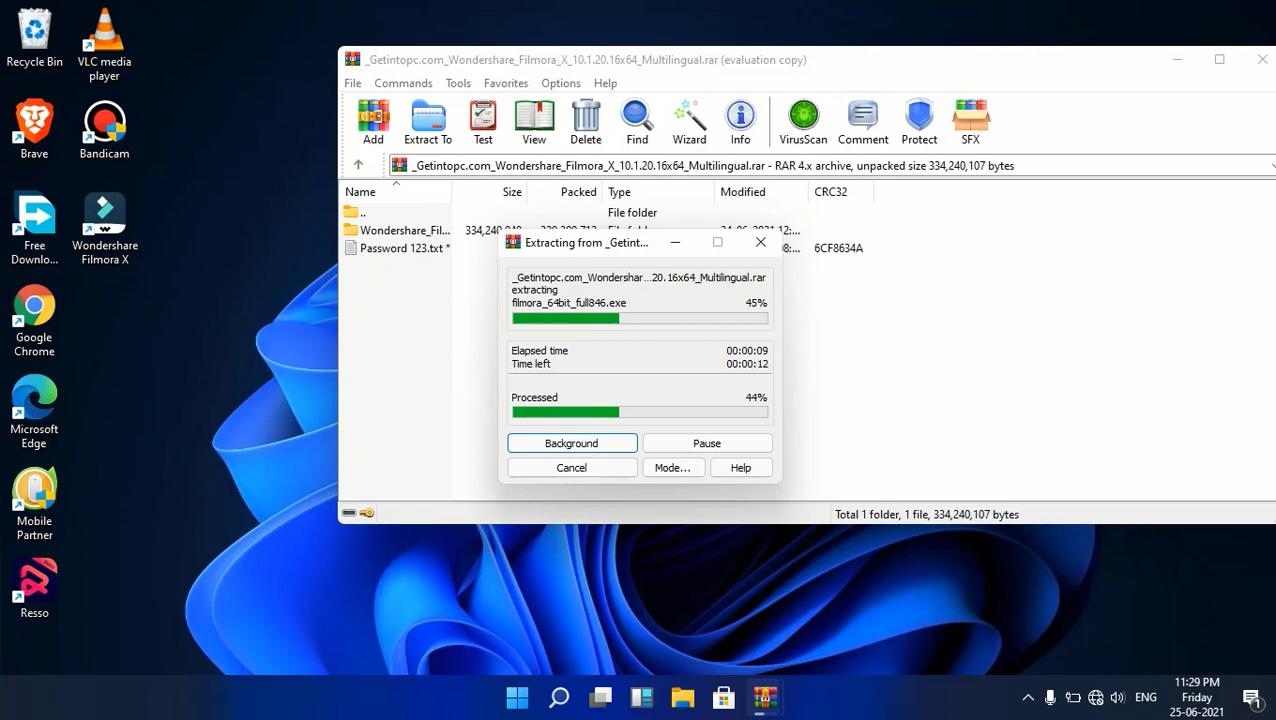 Recycle Bin
VLC media
player
Brave
Bandicam
Free
Downlo...
Wondershare
Filmora X
Google
Chrome
Microsoft
Edge
Mobile
Partner
Resso
_Getintopc.com_Wondershare_Filmora_X_10.1.20.16x64_Multilingual.rar (evaluation copy)
File Commands Tools Favorites Options Help
Add Extract To Test View Delete Find Wizard Info VirusScan Comment Protect SFX
_Getintopc.com_Wondershare_Filmora_X_10.1.20.16x64_Multilingual.rar - RAR 4.x archive, unpacked size 334,240,107 bytes
Name Size Packed Type Modified CRC32
.. File folder
Wondershare_Fil...
Password 123.txt * 6CF8634A
Extracting from _Getint...
_Getintopc.com_Wondershar...20.16x64_Multilingual.rar
extracting
filmora_64bit_full846.exe 45%
Elapsed time 00:00:09
Time left 00:00:12
Processed 44%
Background Pause
Cancel Mode... Help
Total 1 folder, 1 file, 334,240,107 bytes
ENG
11:29 PM
Friday
25-06-2021
1